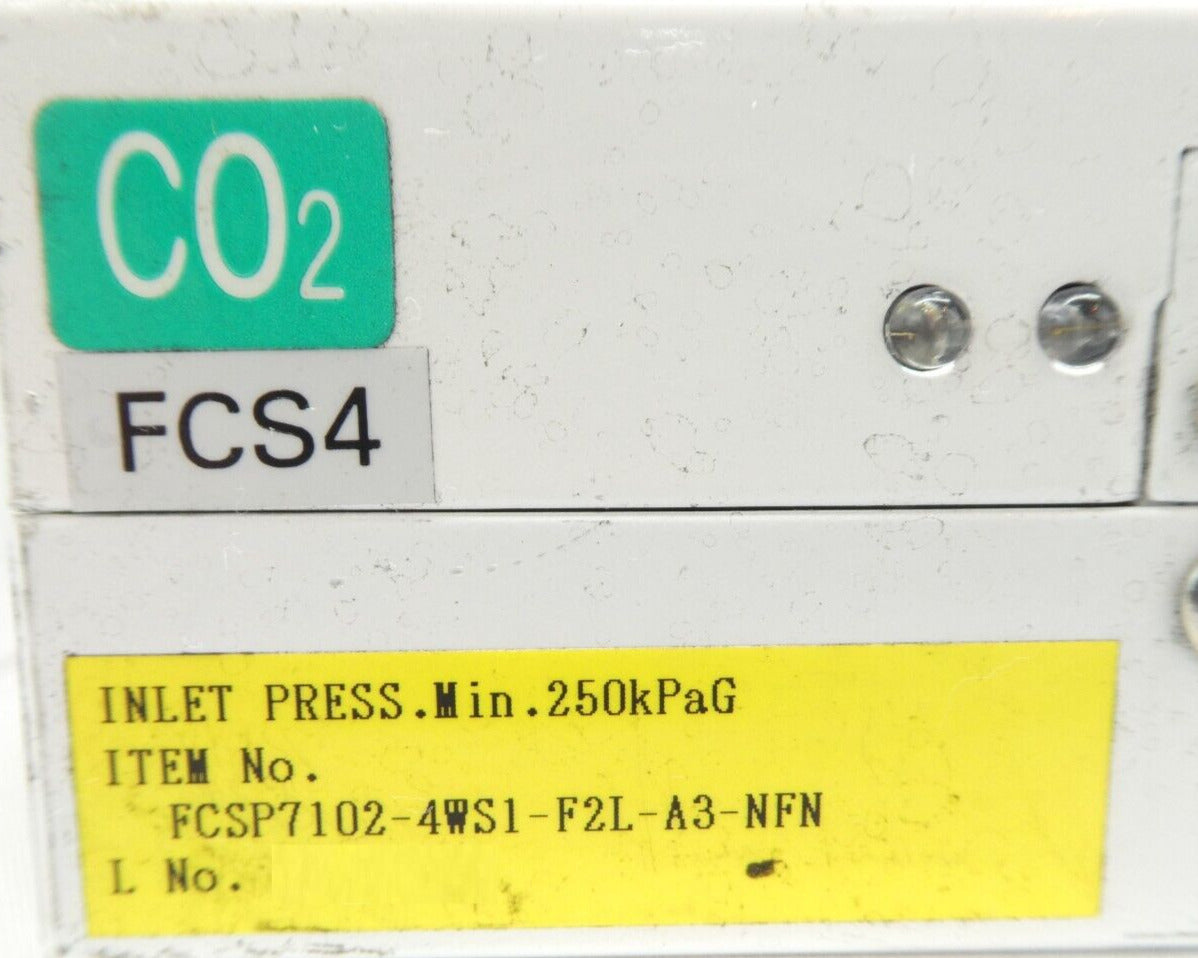 CO2
FCS4
INLET PRESS.Min.250kPaG
ITEM No.
FCSP7102-4WS1-F2L-A3-NFN
L No.